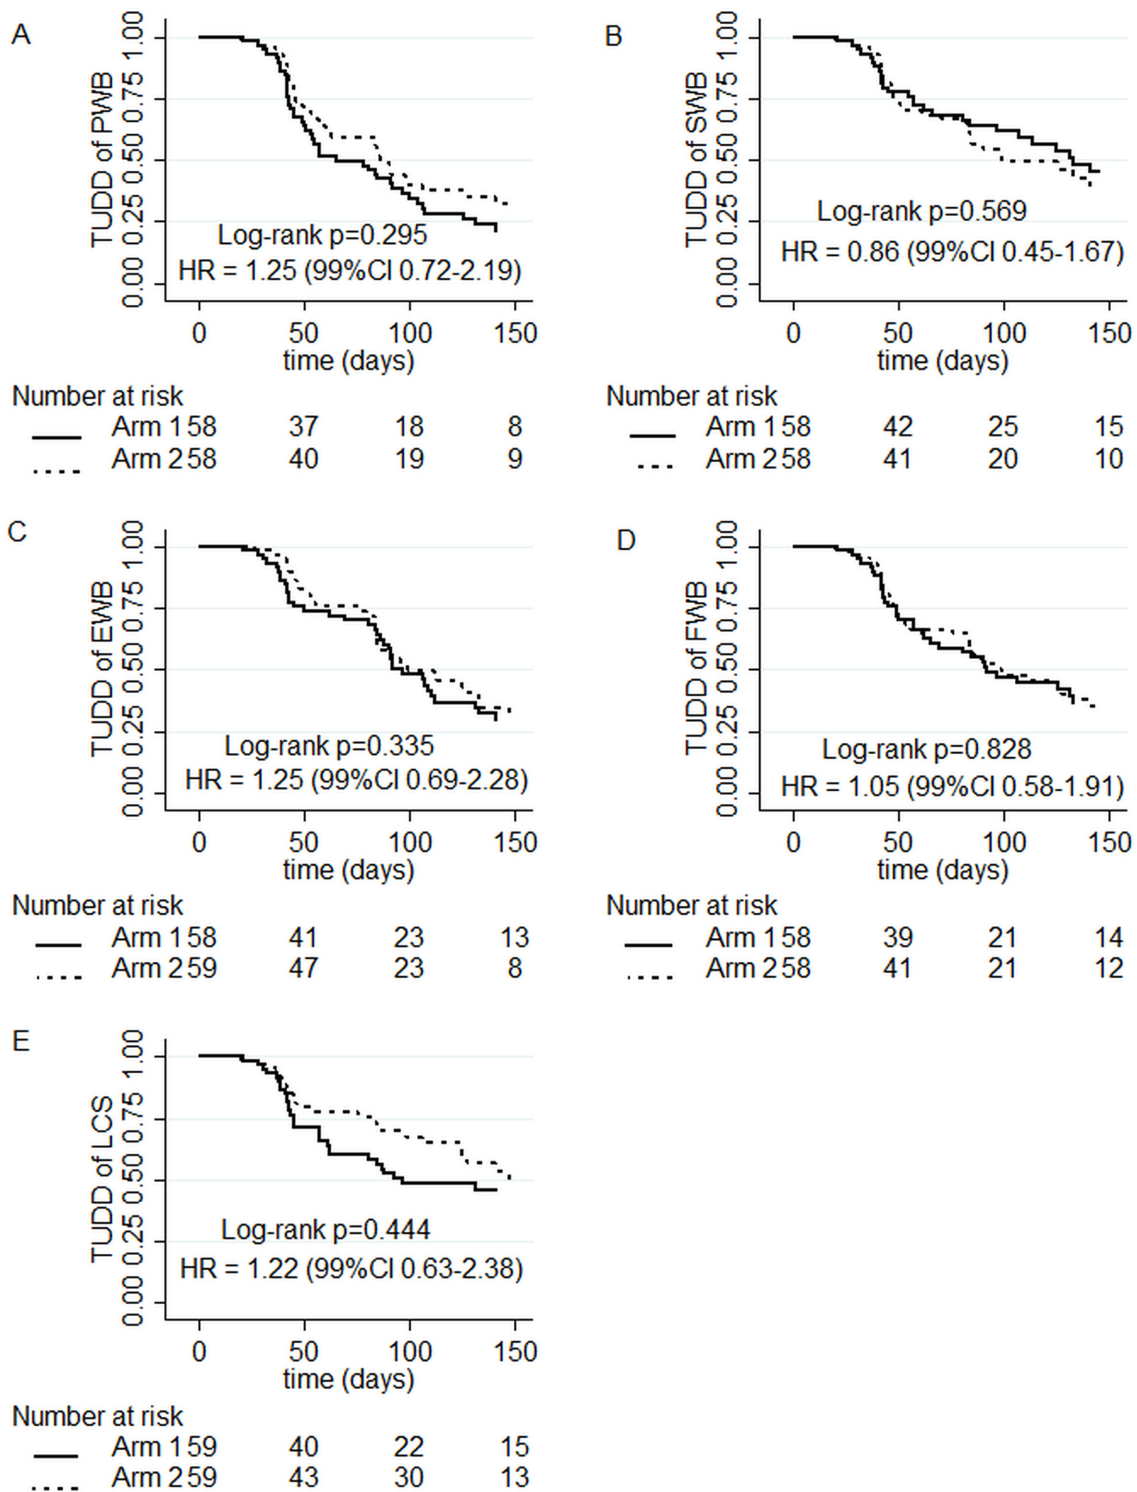 A
TUDD of PWB
0.00 0.25 0.50 0.75 1.00
Log-rank p=0.295
HR = 1.25 (99%CI 0.72-2.19)
0 50 100 150
time (days)
Number at risk
Arm 1 58 37 18 8
Arm 2 58 40 19 9
B
TUDD of SWB
0.00 0.25 0.50 0.75 1.00
Log-rank p=0.569
HR = 0.86 (99%CI 0.45-1.67)
0 50 100 150
time (days)
Number at risk
Arm 1 58 42 25 15
Arm 2 58 41 20 10
C
TUDD of EWB
0.00 0.25 0.50 0.75 1.00
Log-rank p=0.335
HR = 1.25 (99%CI 0.69-2.28)
0 50 100 150
time (days)
Number at risk
Arm 1 58 41 23 13
Arm 2 59 47 23 8
D
TUDD of FWB
0.00 0.25 0.50 0.75 1.00
Log-rank p=0.828
HR = 1.05 (99%CI 0.58-1.91)
0 50 100 150
time (days)
Number at risk
Arm 1 58 39 21 14
Arm 2 58 41 21 12
E
TUDD of LCS
0.00 0.25 0.50 0.75 1.00
Log-rank p=0.444
HR = 1.22 (99%CI 0.63-2.38)
0 50 100 150
time (days)
Number at risk
Arm 1 59 40 22 15
Arm 2 59 43 30 13